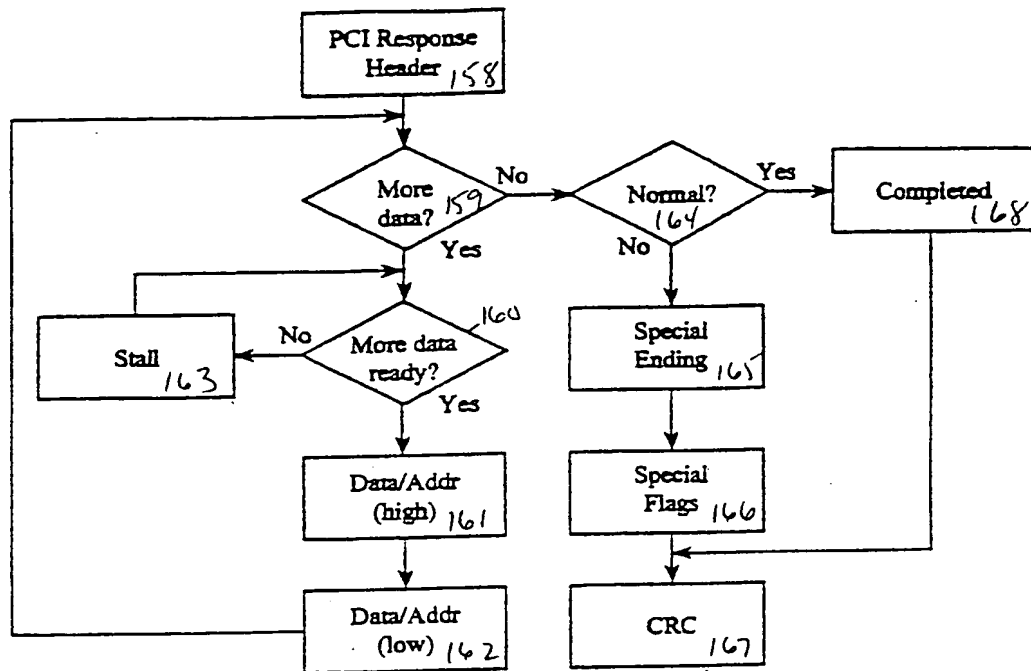 PCI Response
Header 158
More
data? 159
No
Yes
Normal?
164
Yes
No
Completed
168
More data
ready?
160
No
Yes
Stall
163
Special
Ending
165
Data/Addr
(high) 161
Special
Flags 166
Data/Addr
(low) 162
CRC
167